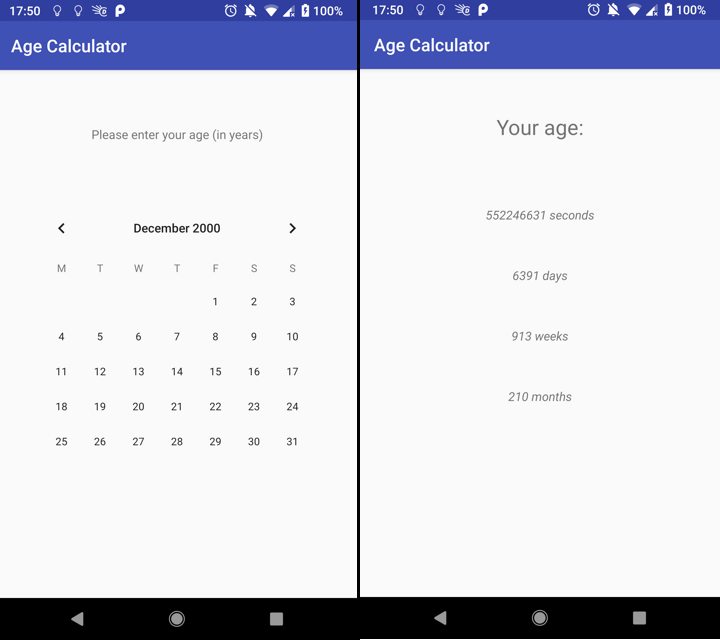 17:50 100%
Age Calculator
Please enter your age (in years)
December 2000
M T W T F S S
1 2 3
4 5 6 7 8 9 10
11 12 13 14 15 16 17
18 19 20 21 22 23 24
25 26 27 28 29 30 31
17:50 100%
Age Calculator
Your age:
552246631 seconds
6391 days
913 weeks
210 months